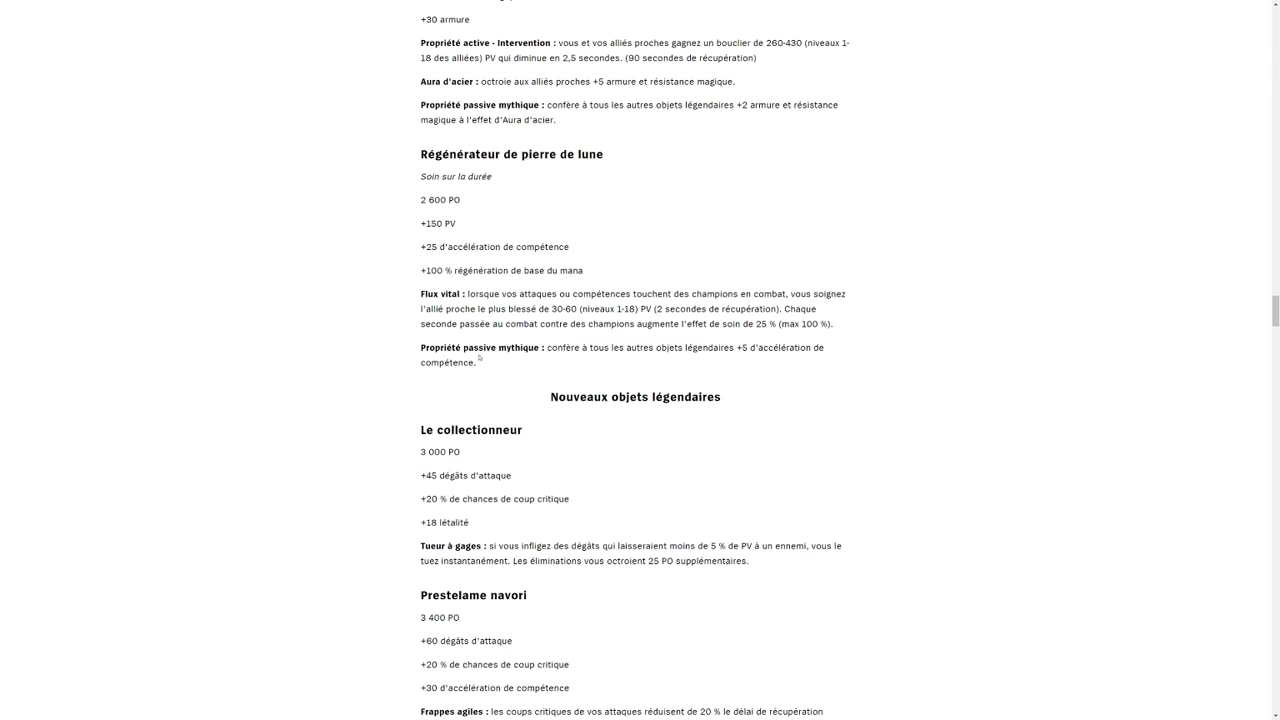 +30 armure
Propriété active - Intervention : vous et vos alliés proches gagnez un bouclier de 260-430 (niveaux 1-
18 des alliées) PV qui diminue en 2,5 secondes. (90 secondes de récupération)
Aura d'acier : octroie aux alliés proches +5 armure et résistance magique.
Propriété passive mythique : confère à tous les autres objets légendaires +2 armure et résistance
magique à l'effet d'Aura d'acier.
Régénérateur de pierre de lune
Soin sur la durée
2 600 PO
+150 PV
+25 d'accélération de compétence
+100 % régénération de base du mana
Flux vital : lorsque vos attaques ou compétences touchent des champions en combat, vous soignez
l'allié proche le plus blessé de 30-60 (niveaux 1-18) PV (2 secondes de récupération). Chaque
seconde passée au combat contre des champions augmente l'effet de soin de 25 % (max 100 %).
Propriété passive mythique : confère à tous les autres objets légendaires +5 d'accélération de
compétence.
Nouveaux objets légendaires
Le collectionneur
3 000 PO
+45 dégâts d'attaque
+20 % de chances de coup critique
+18 létalité
Tueur à gages : si vous infligez des dégâts qui laisseraient moins de 5 % de PV à un ennemi, vous le
tuez instantanément. Les éliminations vous octroient 25 PO supplémentaires.
Prestelame navori
3 400 PO
+60 dégâts d'attaque
+20 % de chances de coup critique
+30 d'accélération de compétence
Frappes agiles : les coups critiques de vos attaques réduisent de 20 % le délai de récupération